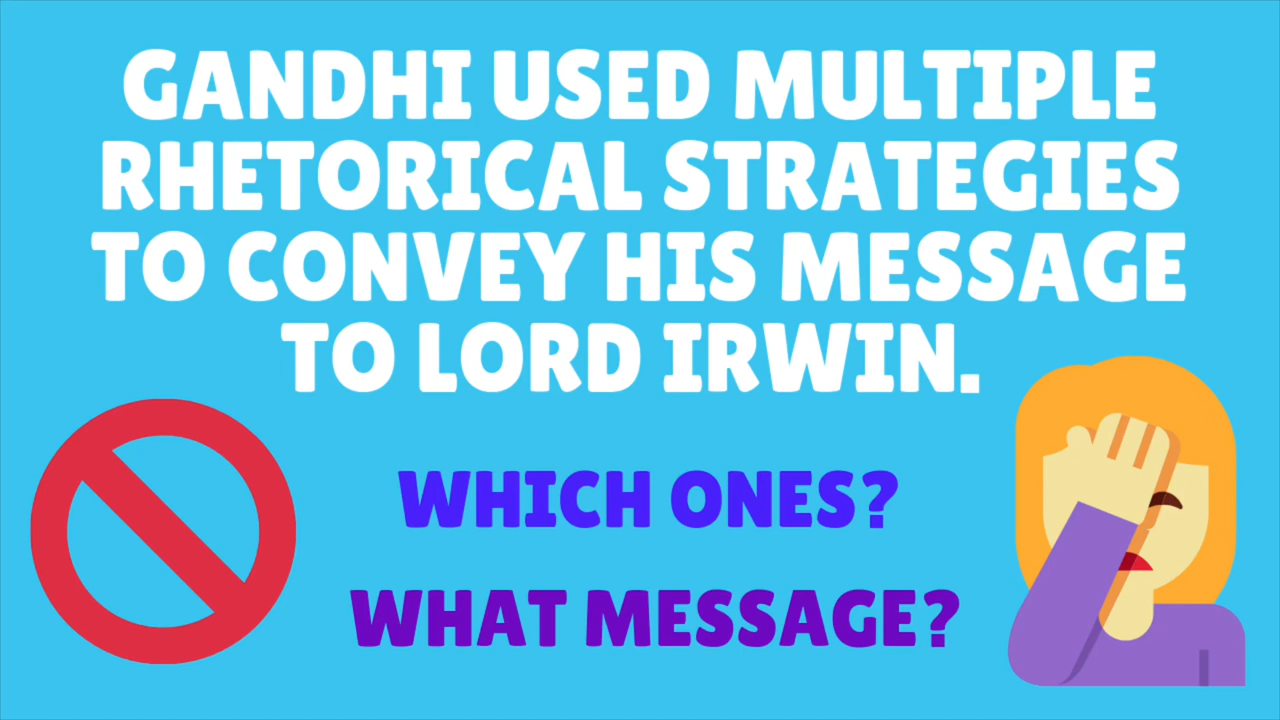 GANDHI USED MULTIPLE
RHETORICAL STRATEGIES
TO CONVEY HIS MESSAGE
TO LORD IRWIN.
WHICH ONES?
WHAT MESSAGE?